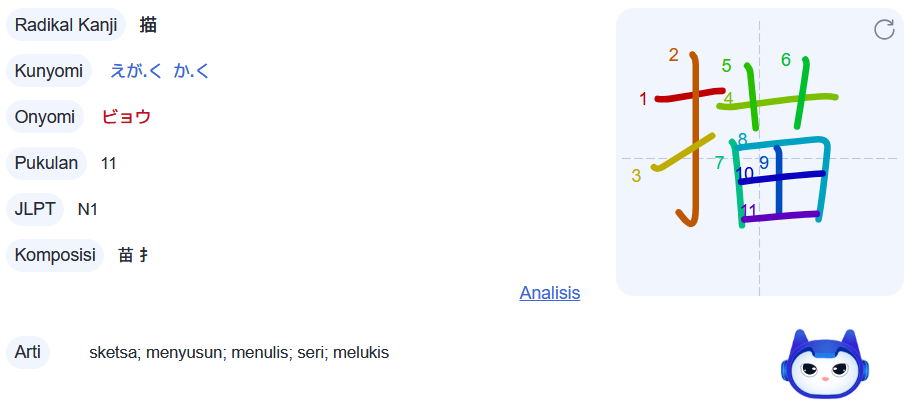 Radikal Kanji 描
Kunyomi えが.く か.く
Onyomi ビョウ
Pukulan 11
JLPT N1
Komposisi 苗 扌
Analisis
Arti sketsa; menyusun; menulis; seri; melukis
描
1
2
3
4
5
6
7
8
9
10
11